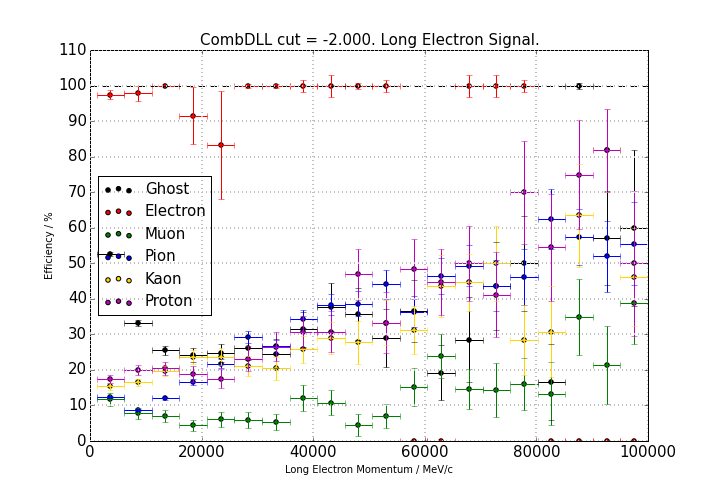 CombDLL cut = -2.000. Long Electron Signal.
110
100
90
80
70
60
50
40
30
20
10
0
Efficiency / %
Ghost
Electron
Muon
Pion
Kaon
Proton
0 20000 40000 60000 80000 100000
Long Electron Momentum / MeV/c